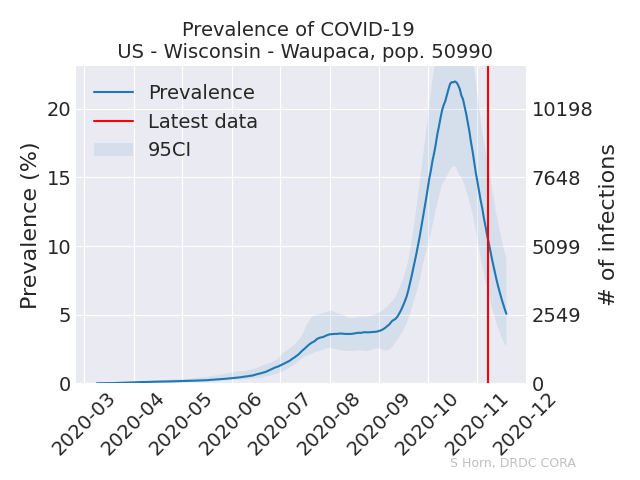 Prevalence of COVID-19
US - Wisconsin - Waupaca, pop. 50990
Prevalence
Latest data
95CI
Prevalence (%)
20
15
10
5
0
10198
7648
5099
2549
0
# of infections
2020-03
2020-04
2020-05
2020-06
2020-07
2020-08
2020-09
2020-10
2020-11
2020-12
S Horn, DRDC CORA